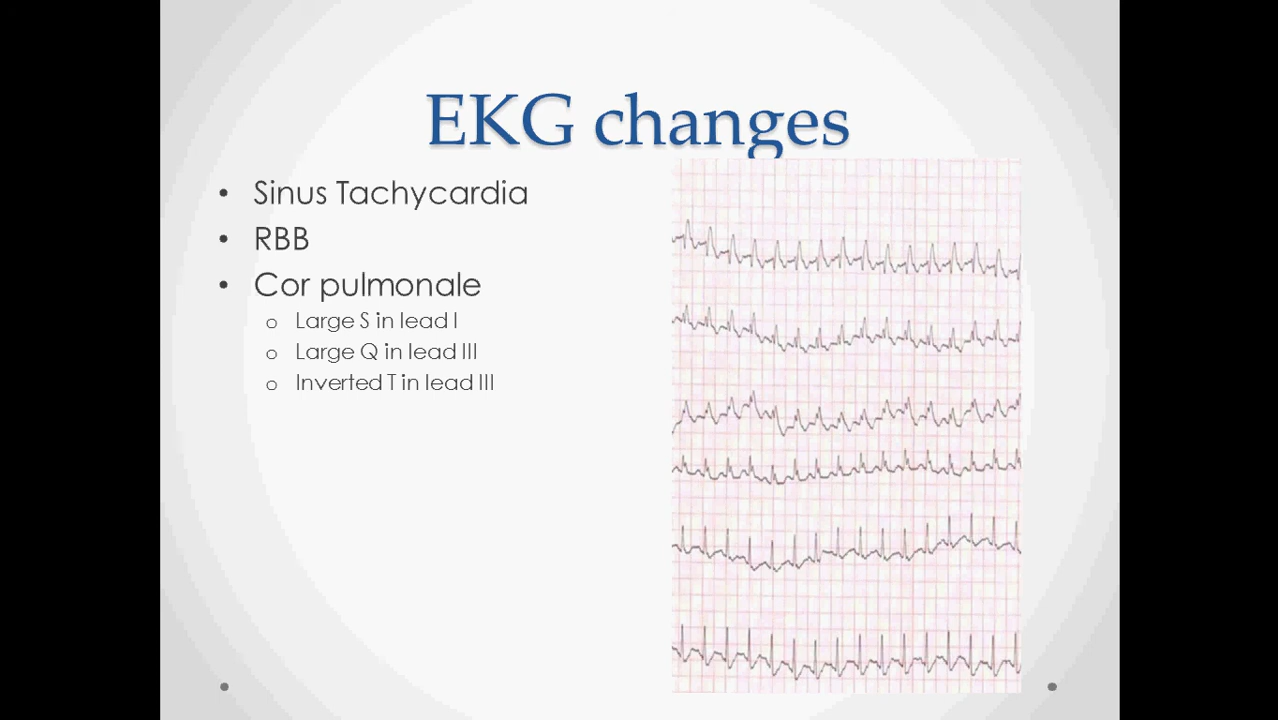 EKG changes
• Sinus Tachycardia
• RBB
• Cor pulmonale
o Large S in lead I
o Large Q in lead III
o Inverted T in lead III